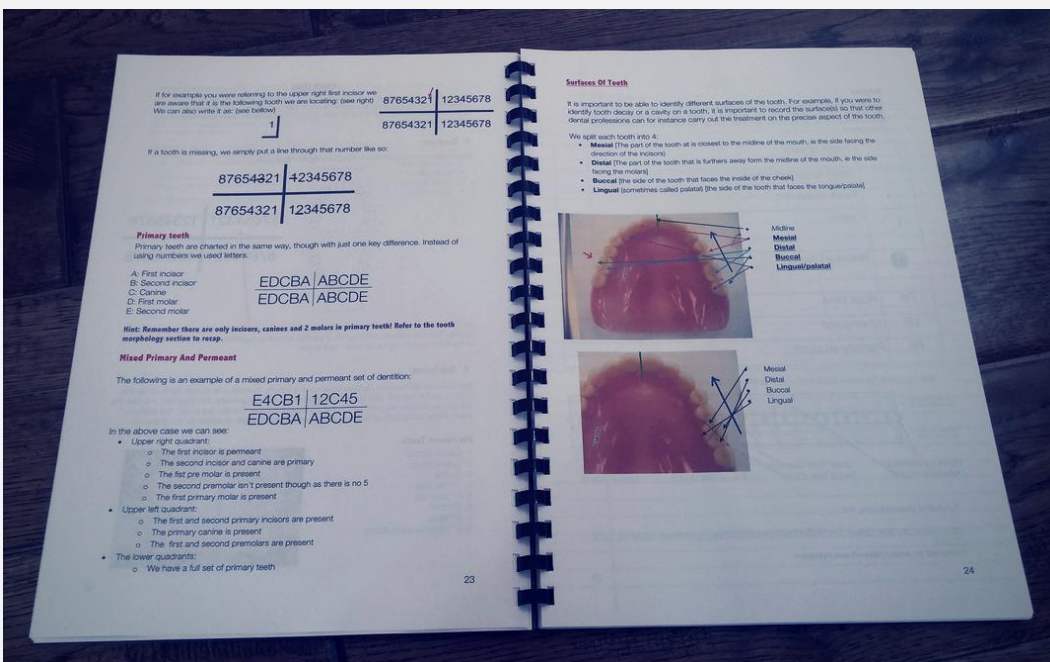 If for example you were referring to the upper right first incisor we
are aware that it is the following tooth we are locating: (see right)
We can also write it as: (see bellow)
87654321 12345678
87654321 12345678
1
If a tooth is missing, we simply put a line through that number like so:
87654321 12345678
87654321 12345678
Primary teeth
Primary teeth are charted in the same way, though with just one key difference. Instead of
using numbers we used letters.
A: First incisor
B: Second incisor
C: Canine
D: First molar
E: Second molar
EDCBA ABCDE
EDCBA ABCDE
Hint: Remember there are only incisors, canines and 2 molars in primary teeth! Refer to the tooth
morphology section to recap.
Mixed Primary And Permeant
The following is an example of a mixed primary and permeant set of dentition:
E4CB1 12C45
EDCBA ABCDE
In the above case we can see:
• Upper right quadrant:
o The first incisor is permeant
o The second incisor and canine are primary
o The fist pre molar is present
o The second premolar isn't present though as there is no 5
o The first primary molar is present
• Upper left quadrant:
o The first and second primary incisors are present
o The primary canine is present
o The first and second premolars are present
• The lower quadrants:
o We have a full set of primary teeth
23
Surfaces Of Teeth
It is important to be able to identify different surfaces of the tooth. For example, if you were to
identify tooth decay or a cavity on a tooth, it is important to record the surface(s) so that other
dental professions can for instance carry out the treatment on the precise aspect of the tooth.
We split each tooth into 4:
• Mesial [The part of the tooth at is closest to the midline of the mouth, ie the side facing the
direction of the incisors]
• Distal [The part of the tooth that is furthers away form the midline of the mouth, ie the side
facing the molars]
• Buccal [the side of the tooth that faces the inside of the cheek]
• Lingual (sometimes called palatal) [the side of the tooth that faces the tongue/palate]
Midline
Mesial
Distal
Buccal
Lingual/palatal
Mesial
Distal
Buccal
Lingual
24